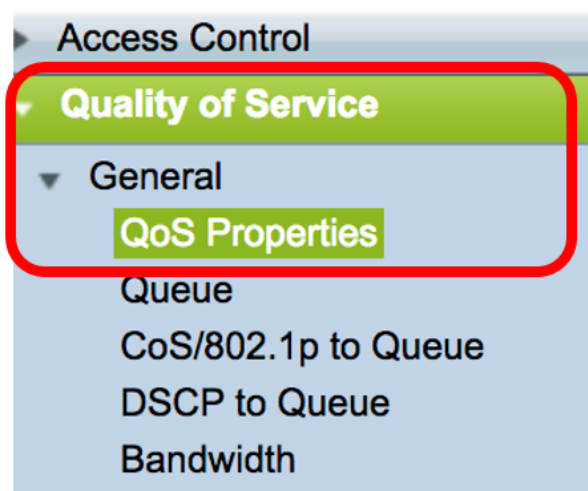 Access Control
Quality of Service
General
QoS Properties
Queue
CoS/802.1p to Queue
DSCP to Queue
Bandwidth